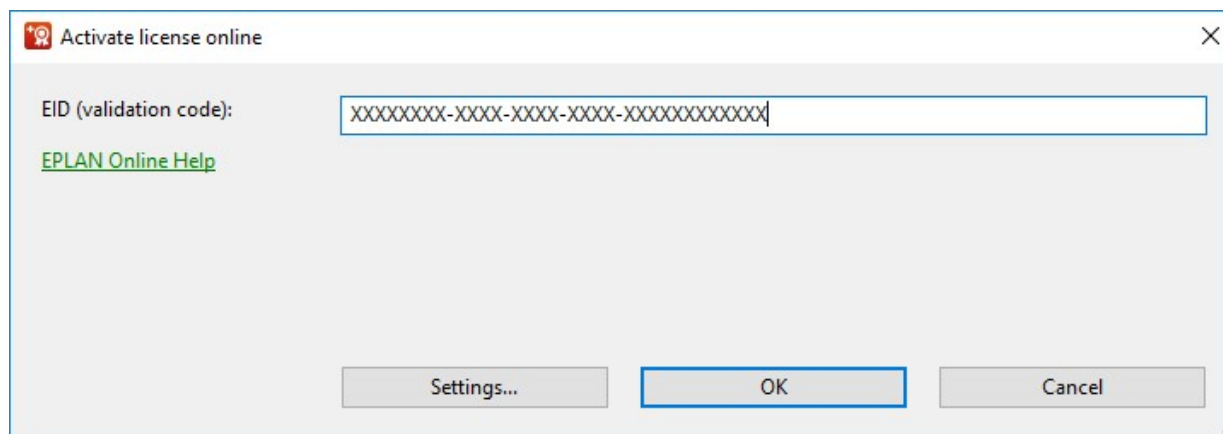 Activate license online
EID (validation code):
XXXXXXXX-XXXX-XXXX-XXXX-XXXXXXXXXXXX
EPLAN Online Help
Settings...
OK
Cancel